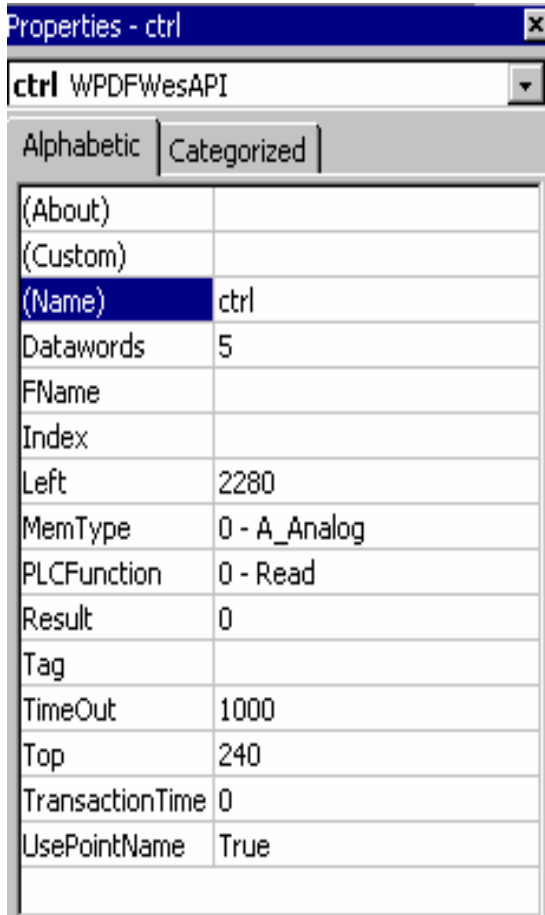 Properties - ctrl
ctrl WPDFWesAPI
Alphabetic Categorized
(About)
(Custom)
(Name) ctrl
Datawords 5
FName
Index
Left 2280
MemType 0 - A_Analog
PLCFunction 0 - Read
Result 0
Tag
TimeOut 1000
Top 240
TransactionTime 0
UsePointName True